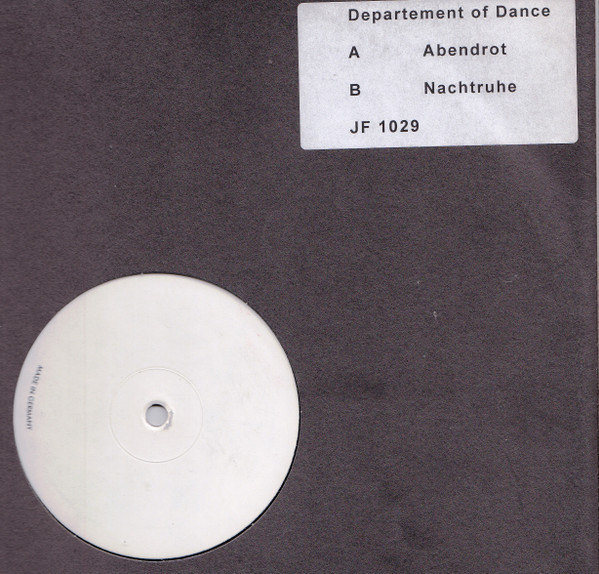 Departement of Dance
A Abendrot
B Nachtruhe
JF 1029
MADE IN GERMANY